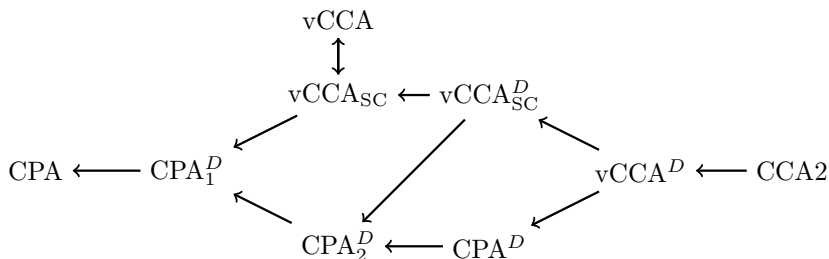 vCCA
vCCA_SC vCCA^D_SC
CPA CPA^D_1 vCCA^D CCA2
CPA^D_2 CPA^D